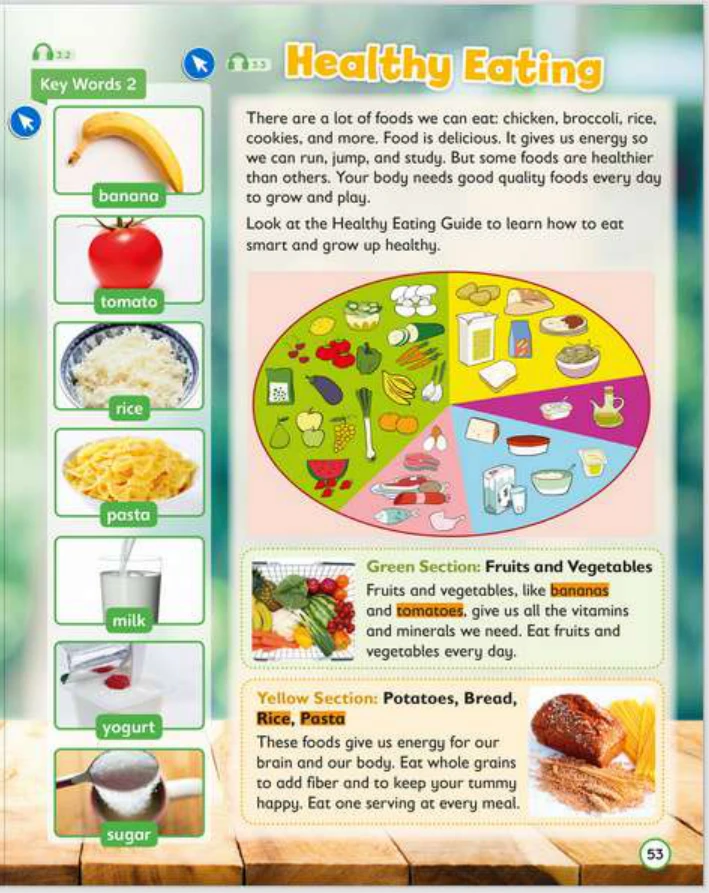 3.2
Key Words 2
banana
tomato
rice
pasta
milk
yogurt
sugar
3.3
Healthy Eating
There are a lot of foods we can eat: chicken, broccoli, rice,
cookies, and more. Food is delicious. It gives us energy so
we can run, jump, and study. But some foods are healthier
than others. Your body needs good quality foods every day
to grow and play.
Look at the Healthy Eating Guide to learn how to eat
smart and grow up healthy.
Green Section: Fruits and Vegetables
Fruits and vegetables, like bananas
and tomatoes, give us all the vitamins
and minerals we need. Eat fruits and
vegetables every day.
Yellow Section: Potatoes, Bread,
Rice, Pasta
These foods give us energy for our
brain and our body. Eat whole grains
to add fiber and to keep your tummy
happy. Eat one serving at every meal.
53